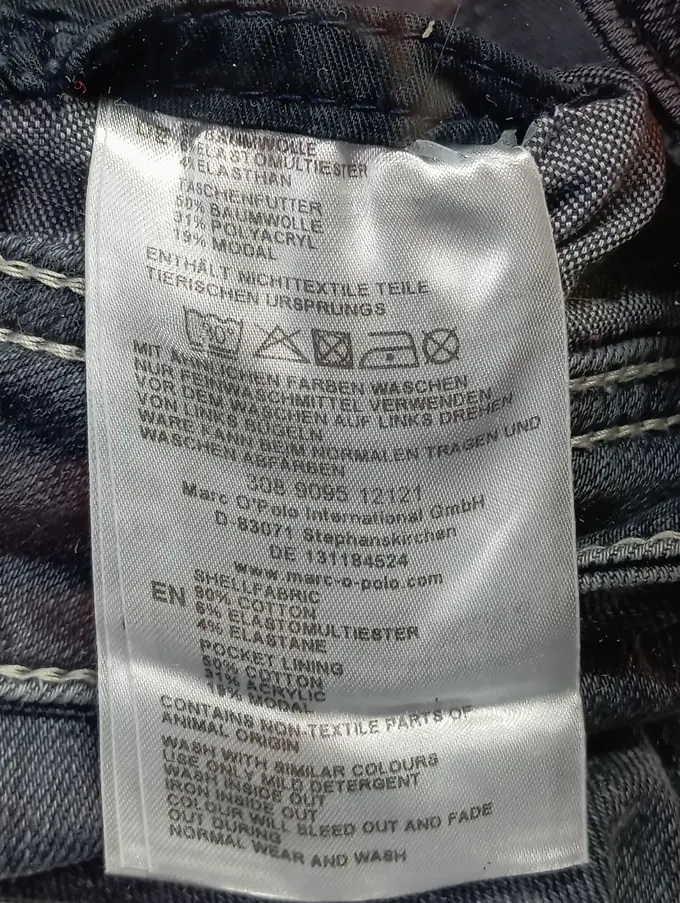 DE
BAUMWOLLE
6% ELASTOMULTIESTER
4% ELASTHAN
TASCHENFUTTER
50% BAUMWOLLE
31% POLYACRYL
19% MODAL
ENTHÄLT NICHTTEXTILE TEILE
TIERISCHEN URSPRUNGS
30°
MIT ÄHNLICHEN FARBEN WASCHEN
NUR FEINWASCHMITTEL VERWENDEN
VOR DEM WASCHEN AUF LINKS DREHEN
VON LINKS BÜGELN
WARE KANN BEIM NORMALEN TRAGEN UND
WASCHEN ABFÄRBEN
308 9095 12121
Marc O'Polo International GmbH
D-83071 Stephanskirchen
DE 131184524
www.marc-o-polo.com
EN
SHELLFABRIC
90% COTTON
6% ELASTOMULTIESTER
4% ELASTANE
POCKET LINING
50% COTTON
31% ACRYLIC
19% MODAL
CONTAINS NON-TEXTILE PARTS OF
ANIMAL ORIGIN
WASH WITH SIMILAR COLOURS
USE ONLY MILD DETERGENT
WASH INSIDE OUT
IRON INSIDE OUT
COLOUR WILL BLEED OUT AND FADE
OUT DURING
NORMAL WEAR AND WASH